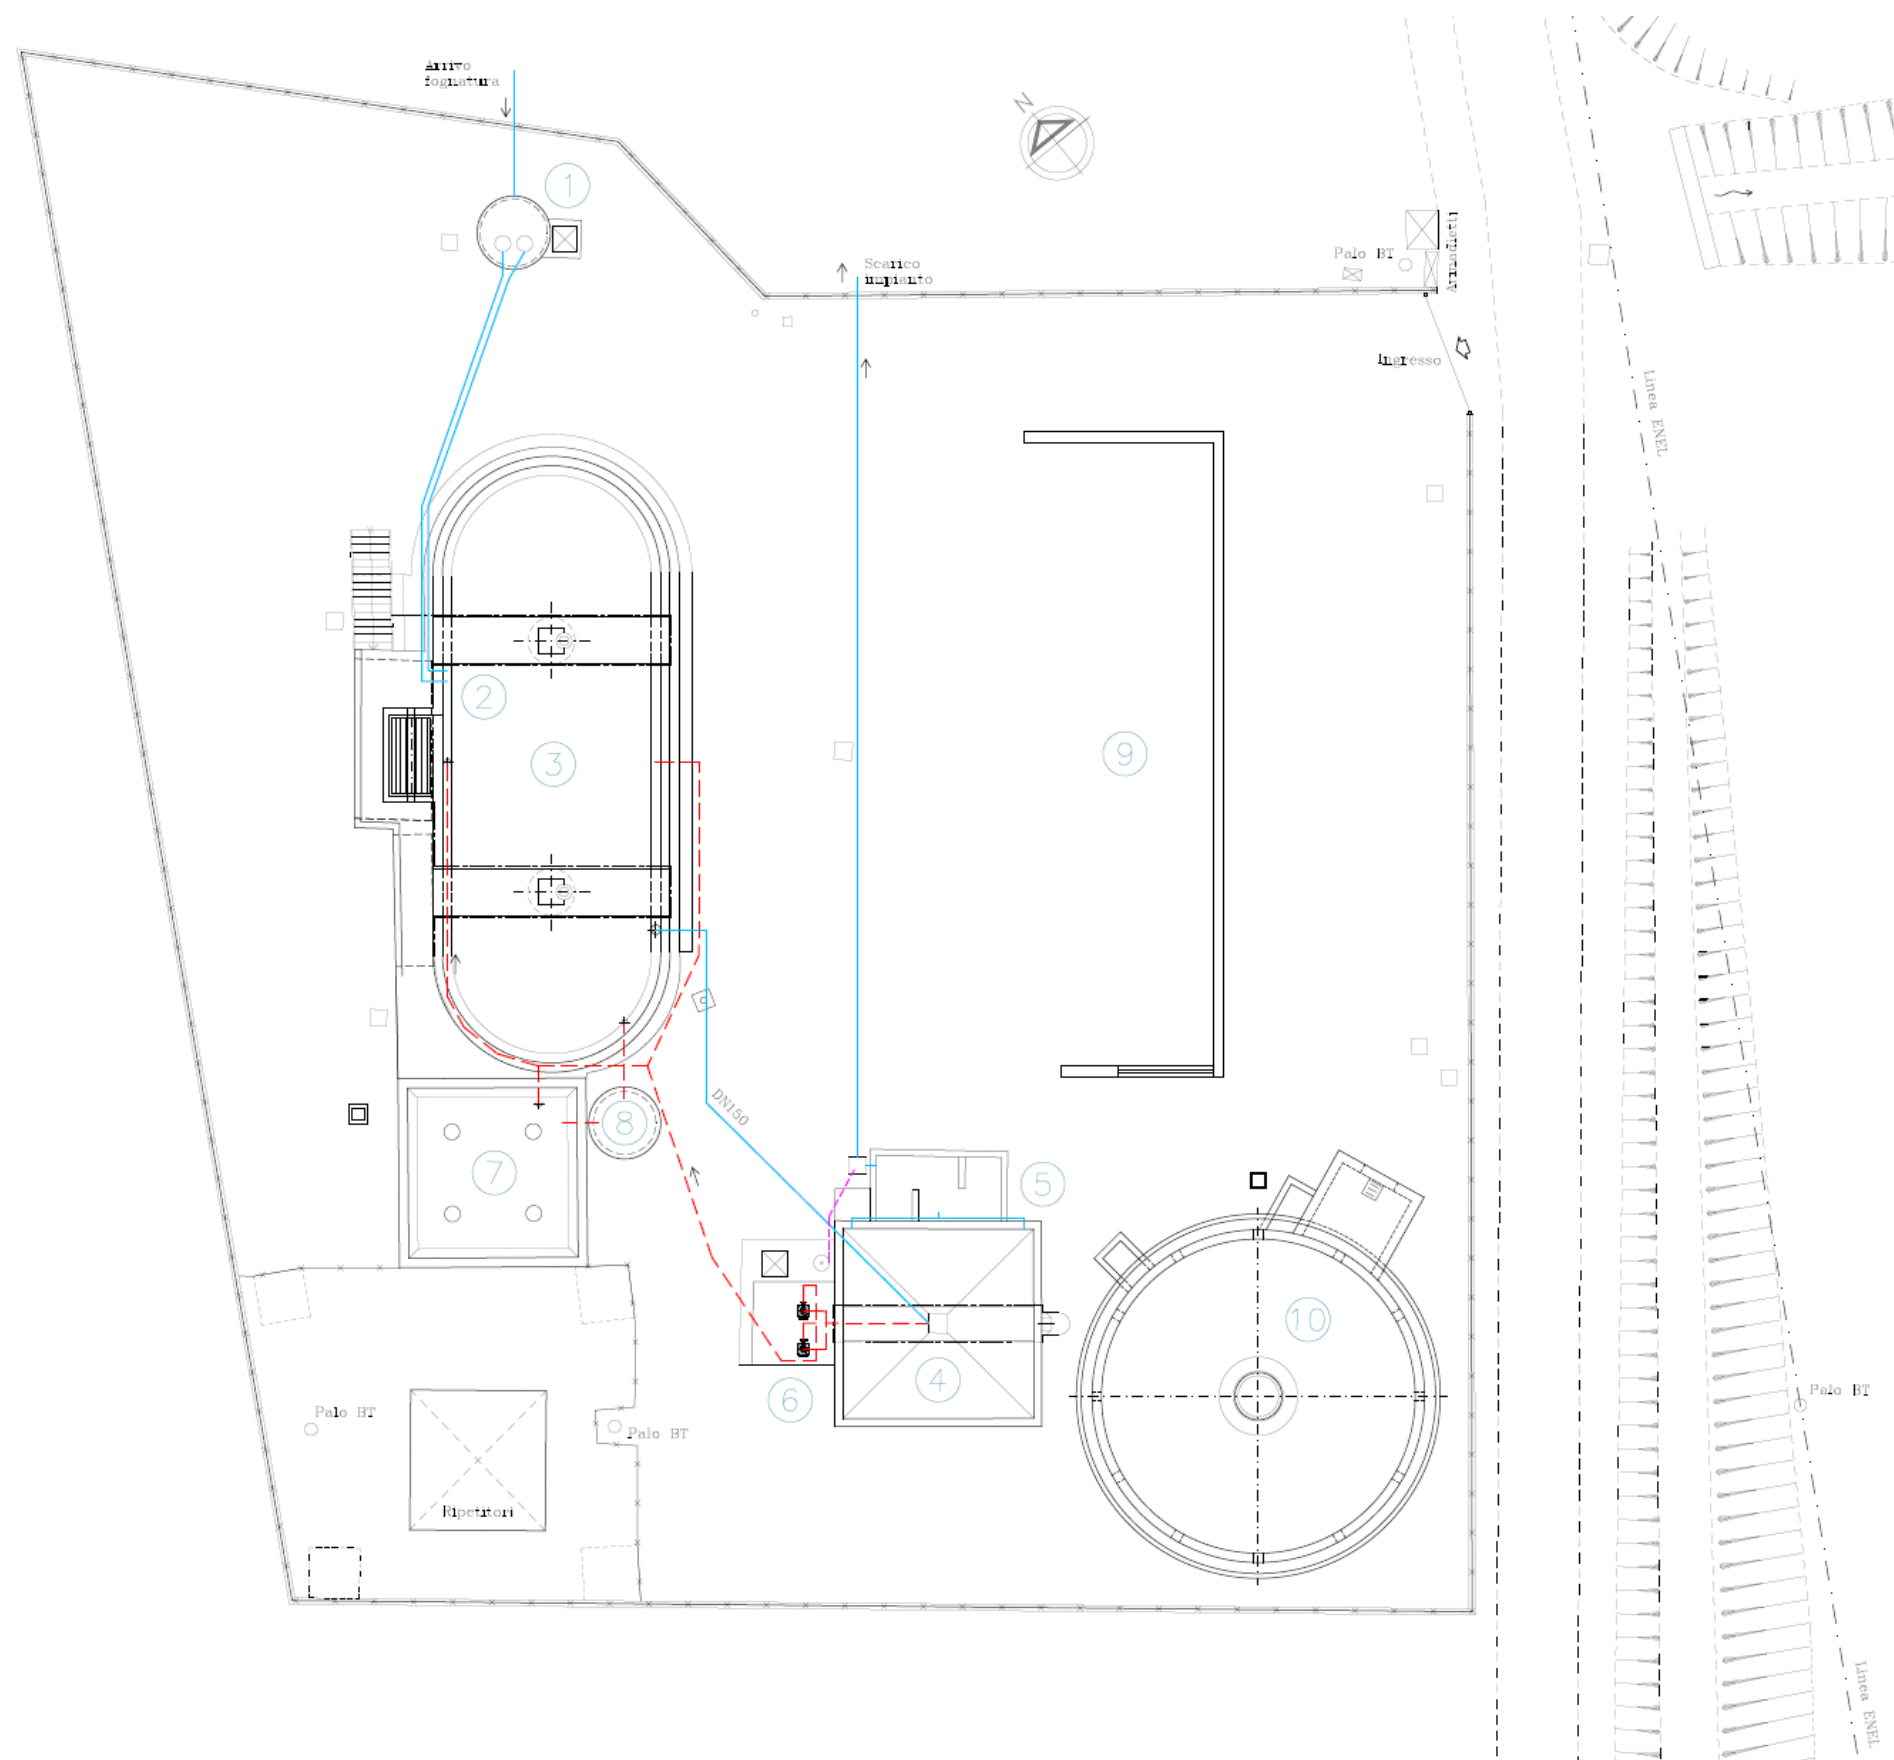 Arrivo
fognatura
1
N
Scarico
impianto
Palo BT
Armadietti
Ingresso
Linea ENEL
2
3
9
DN150
8
7
5
10
4
6
Palo BT
Palo BT
Palo BT
Ripetitori
Linea ENEL